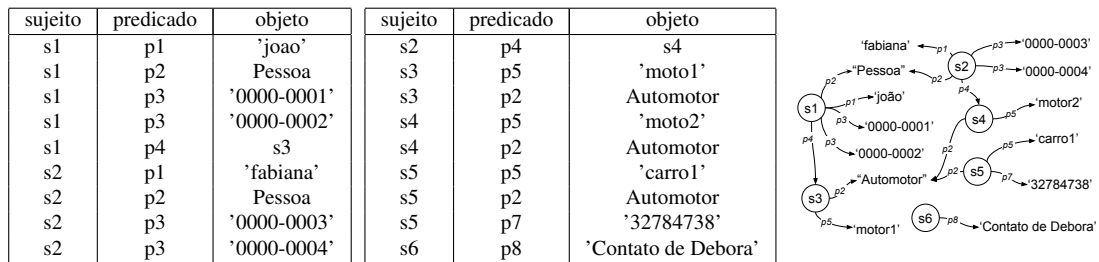 sujeito predicado objeto
s1 p1 'joao'
s1 p2 Pessoa
s1 p3 '0000-0001'
s1 p3 '0000-0002'
s1 p4 s3
s2 p1 'fabiana'
s2 p2 Pessoa
s2 p3 '0000-0003'
s2 p3 '0000-0004'
sujeito predicado objeto
s2 p4 s4
s3 p5 'moto1'
s3 p2 Automotor
s4 p5 'moto2'
s4 p2 Automotor
s5 p5 'carro1'
s5 p2 Automotor
s5 p7 '32784738'
s6 p8 'Contato de Debora'
'fabiana' p1 s2 p3 '0000-0003'
p3 '0000-0004'
p2 "Pessoa" p2
p4
s1 p1 'joão'
p3 '0000-0001'
p3 '0000-0002'
p4
s4 p5 'motor2'
p2
s5 p5 'carro1'
p7 '32784738'
s3 p2 "Automotor" p2
p5 'motor1'
s6 p8 'Contato de Debora'